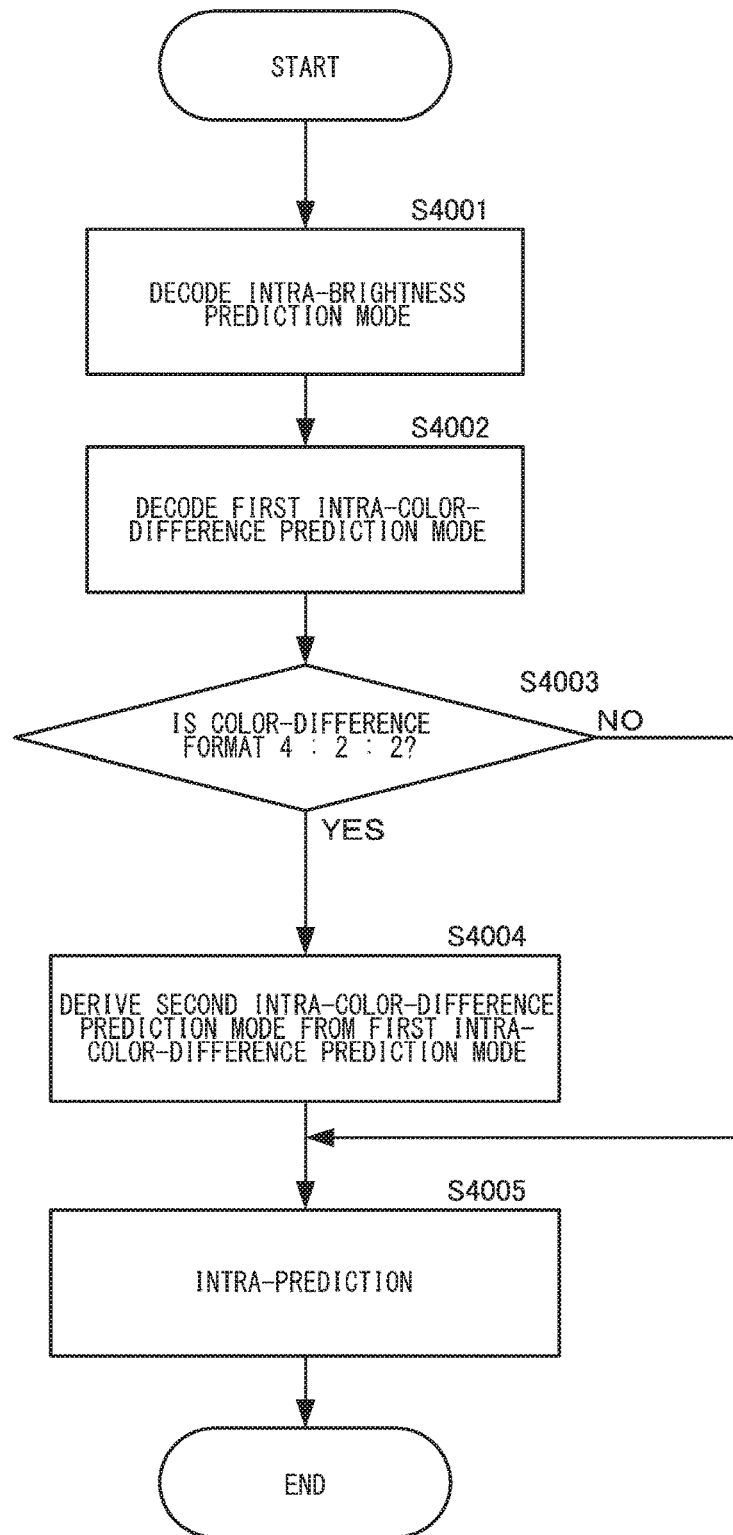 START
S4001
DECODE INTRA-BRIGHTNESS
PREDICTION MODE
S4002
DECODE FIRST INTRA-COLOR-
DIFFERENCE PREDICTION MODE
S4003
IS COLOR-DIFFERENCE
FORMAT 4 : 2 : 2?
NO
YES
S4004
DERIVE SECOND INTRA-COLOR-DIFFERENCE
PREDICTION MODE FROM FIRST INTRA-
COLOR-DIFFERENCE PREDICTION MODE
S4005
INTRA-PREDICTION
END